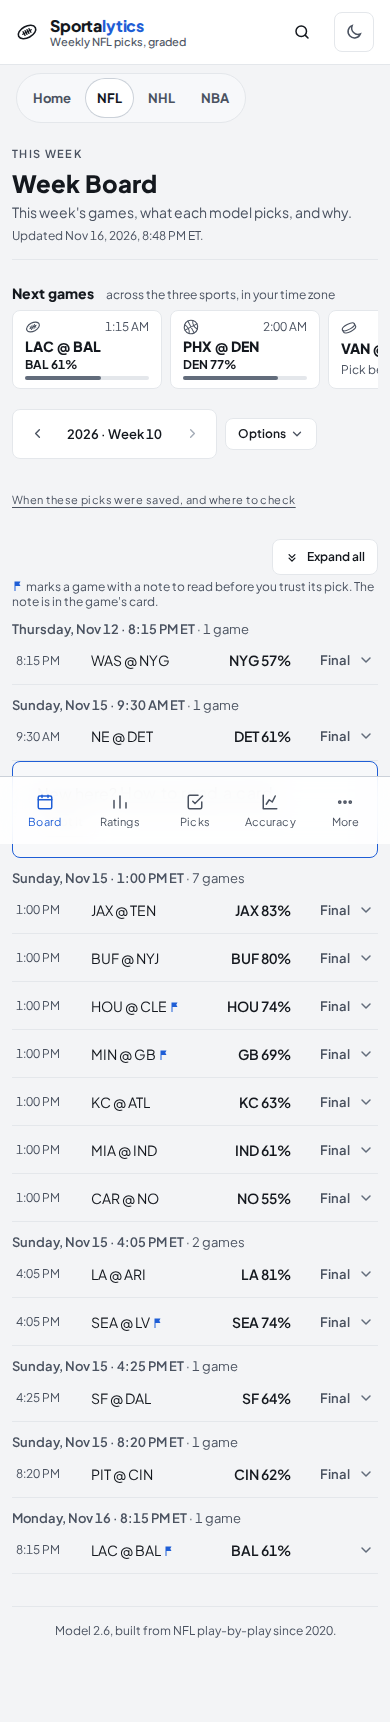 Sportalytics
Weekly NFL picks, graded
Home NFL NHL NBA
THIS WEEK
Week Board
This week's games, what each model picks, and why.
Updated Nov 16, 2026, 8:48 PM ET.
Next games across the three sports, in your time zone
1:15 AM
LAC @ BAL
BAL 61%
2:00 AM
PHX @ DEN
DEN 77%
VAN @
Pick be
2026 · Week 10
Options
When these picks were saved, and where to check
Expand all
marks a game with a note to read before you trust its pick. The
note is in the game's card.
Thursday, Nov 12 · 8:15 PM ET · 1 game
8:15 PM WAS @ NYG NYG 57% Final
Sunday, Nov 15 · 9:30 AM ET · 1 game
9:30 AM NE @ DET DET 61% Final
Board Ratings Picks Accuracy More
Sunday, Nov 15 · 1:00 PM ET · 7 games
1:00 PM JAX @ TEN JAX 83% Final
1:00 PM BUF @ NYJ BUF 80% Final
1:00 PM HOU @ CLE HOU 74% Final
1:00 PM MIN @ GB GB 69% Final
1:00 PM KC @ ATL KC 63% Final
1:00 PM MIA @ IND IND 61% Final
1:00 PM CAR @ NO NO 55% Final
Sunday, Nov 15 · 4:05 PM ET · 2 games
4:05 PM LA @ ARI LA 81% Final
4:05 PM SEA @ LV SEA 74% Final
Sunday, Nov 15 · 4:25 PM ET · 1 game
4:25 PM SF @ DAL SF 64% Final
Sunday, Nov 15 · 8:20 PM ET · 1 game
8:20 PM PIT @ CIN CIN 62% Final
Monday, Nov 16 · 8:15 PM ET · 1 game
8:15 PM LAC @ BAL BAL 61%
Model 2.6, built from NFL play-by-play since 2020.